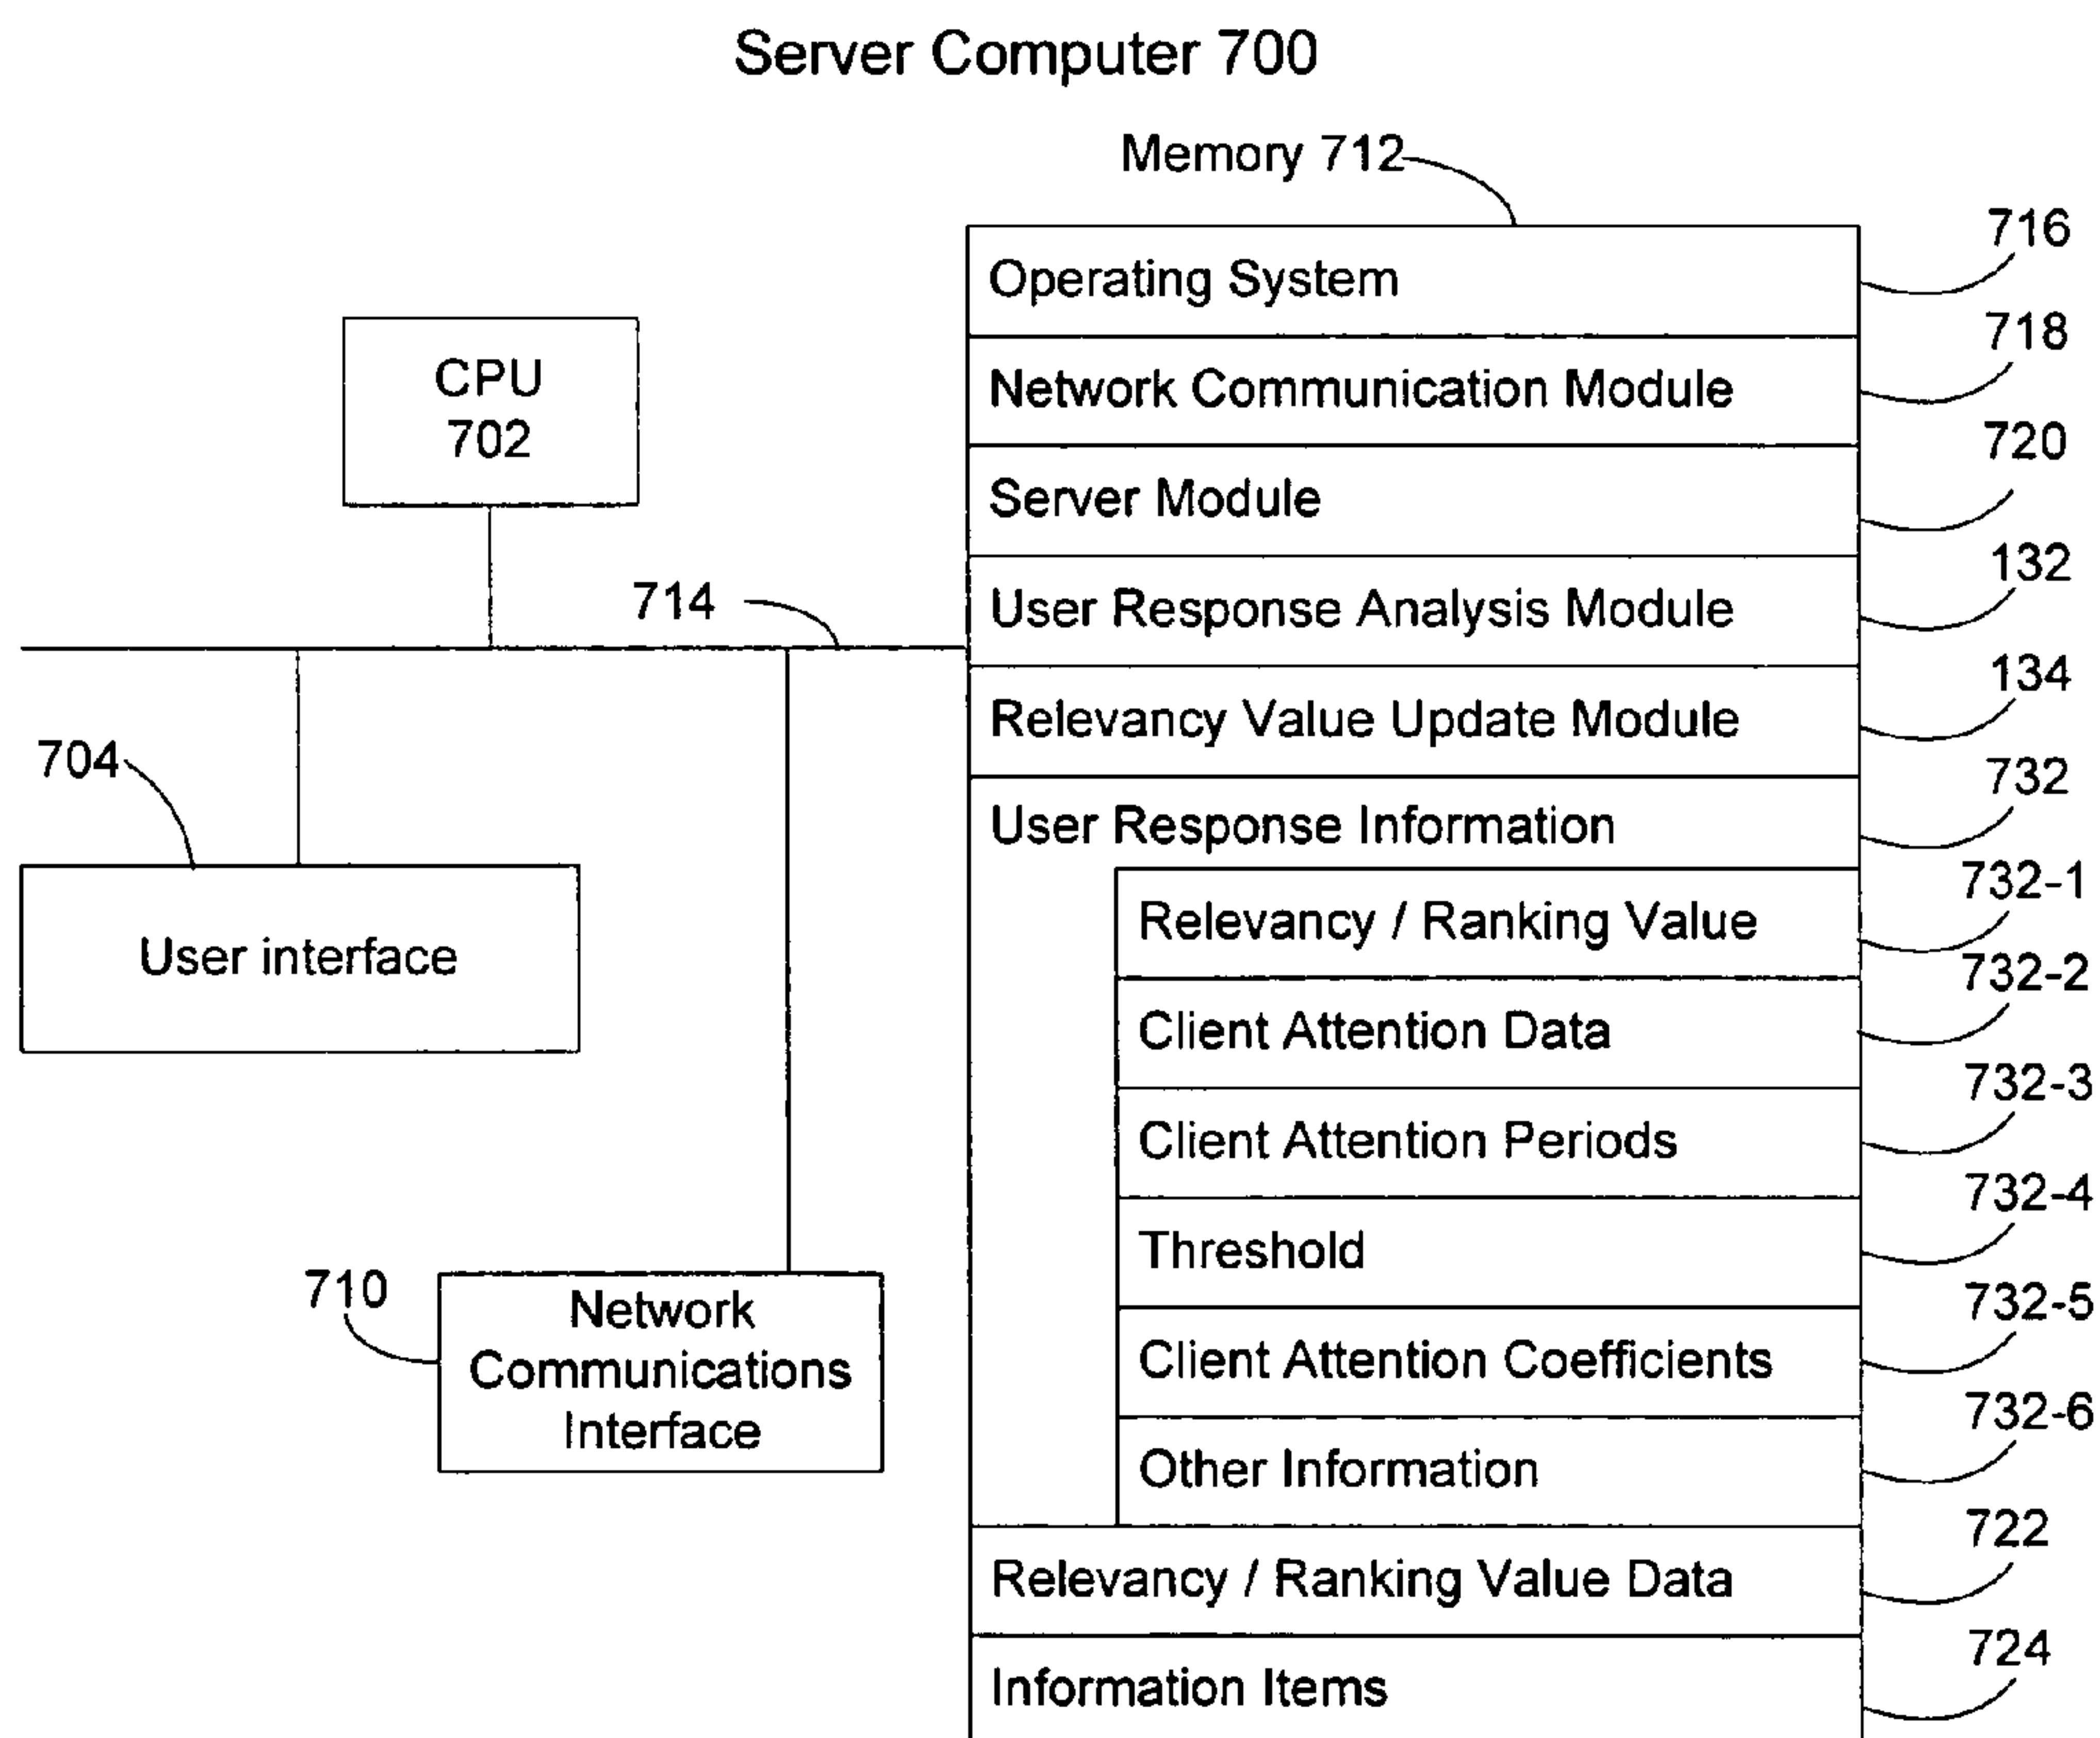 Server Computer 700
Memory 712
716
Operating System
718
Network Communication Module
CPU
702
720
Server Module
132
714
User Response Analysis Module
134
Relevancy Value Update Module
704
732
User Response Information
732-1
Relevancy / Ranking Value
User interface
732-2
Client Attention Data
732-3
Client Attention Periods
732-4
Threshold
710
Network
Communications
Interface
732-5
Client Attention Coefficients
732-6
Other Information
722
Relevancy / Ranking Value Data
724
Information Items